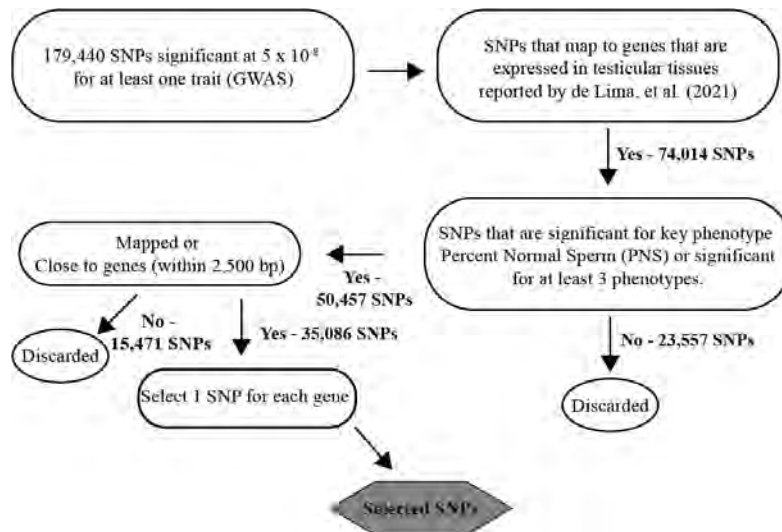 179,440 SNPs significant at 5 x 10⁻⁸
for at least one trait (GWAS)
SNPs that map to genes that are
expressed in testicular tissues
reported by de Lima, et al. (2021)
Yes - 74,014 SNPs
SNPs that are significant for key phenotype
Percent Normal Sperm (PNS) or significant
for at least 3 phenotypes.
Yes -
50,457 SNPs
No - 23,557 SNPs
Discarded
Mapped or
Close to genes (within 2,500 bp)
No -
15,471 SNPs
Discarded
Yes - 35,086 SNPs
Select 1 SNP for each gene
Selected SNPs